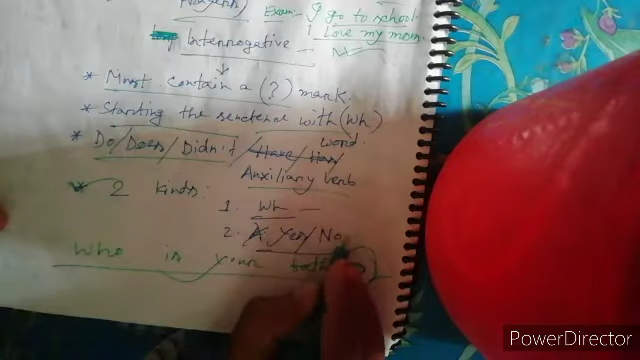 Exam:- I go to school.
I Love my mom.
Interrogative —
* Must contain a (?) mark.
* Starting the sentence with (Wh)
word.
* Do/Does/Didn't /Have/Has
Auxiliary verb
* 2 kinds:
1. Wh —
2. Yes/No
Who is your
PowerDirector